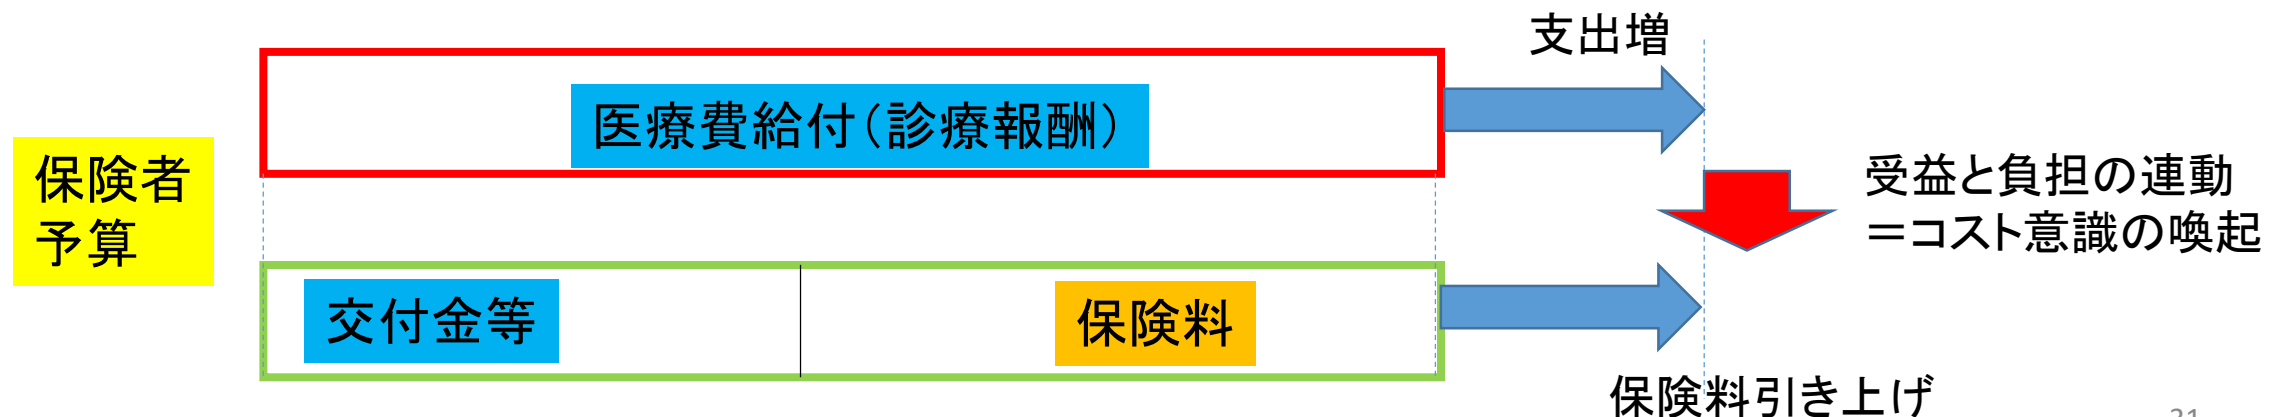 支出増
医療費給付（診療報酬）
保険者
予算
受益と負担の連動
＝コスト意識の喚起
交付金等
保険料
保険料引き上げ
31